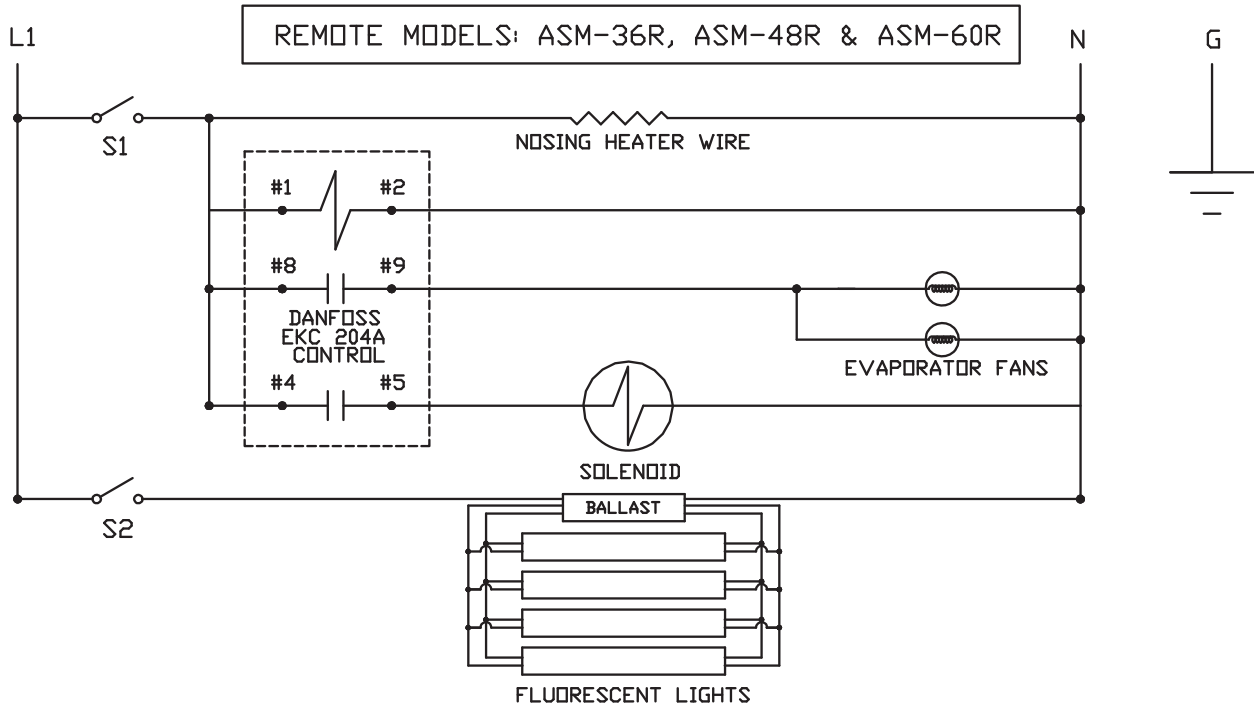 REMOTE MODELS: ASM-36R, ASM-48R & ASM-60R
L1
N
G
S1
NOSING HEATER WIRE
#1
#2
#8
#9
DANFOSS
EKC 204A
CONTROL
EVAPORATOR FANS
#4
#5
SOLENOID
S2
BALLAST
FLUORESCENT LIGHTS